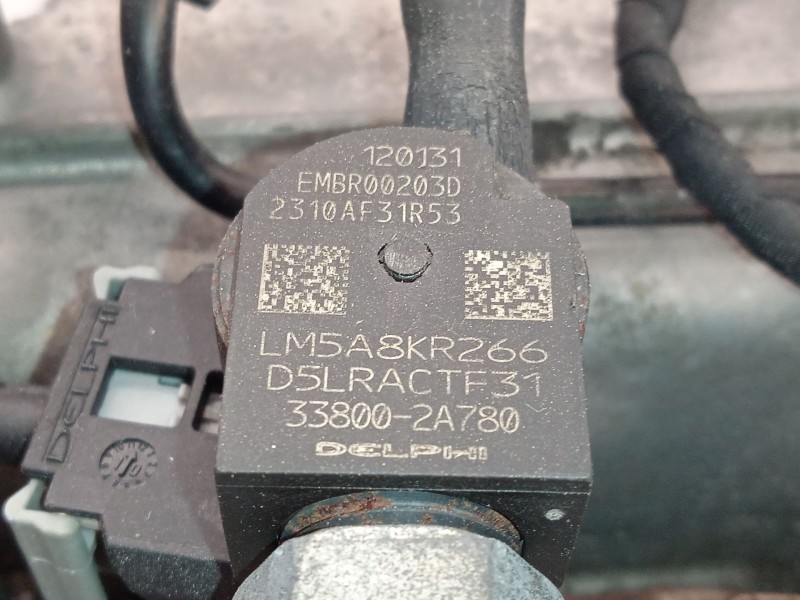 120131
EMBR00203D
2310AF31R53
LM5A8KR266
D5LRACTF31
33800-2A780
DELPHI
DELPHI